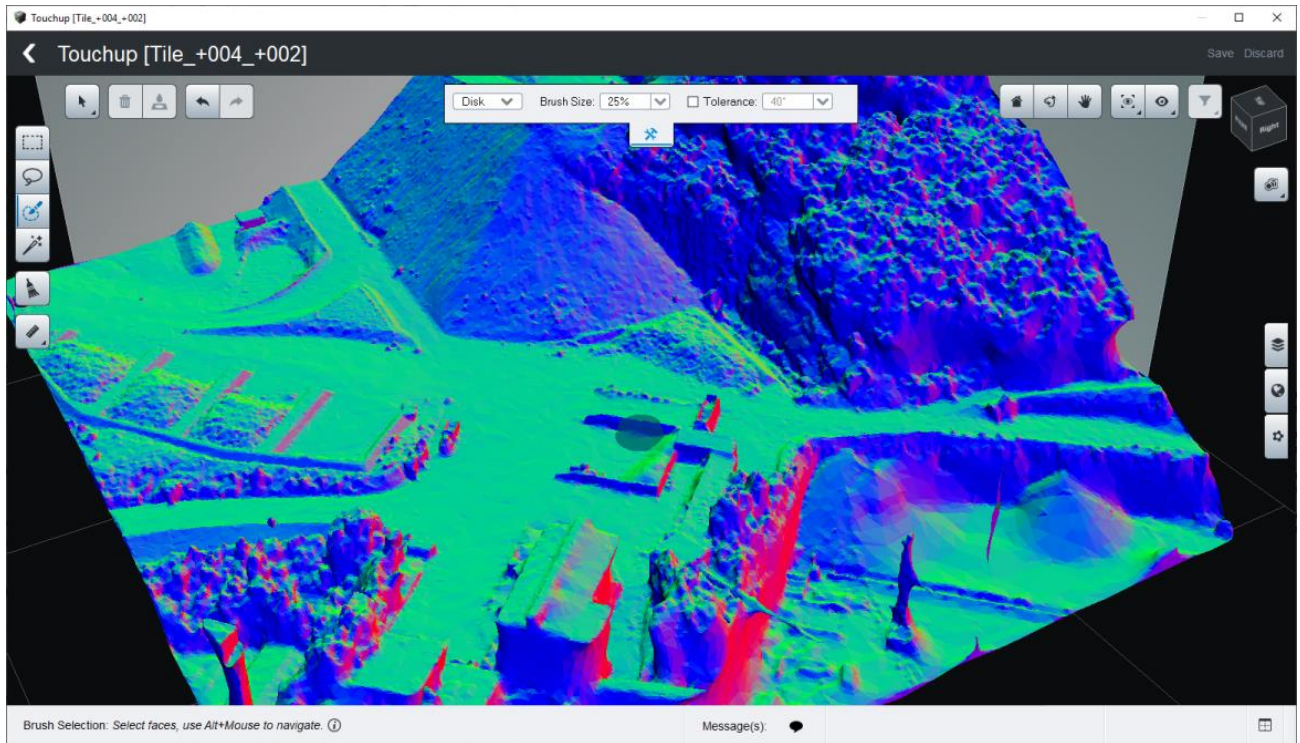 Touchup [Tile_+004_+002]
Touchup [Tile_+004_+002]
Save Discard
Disk Brush Size: 25% Tolerance: 40°
Right
Brush Selection: Select faces, use Alt+Mouse to navigate.
Message(s):